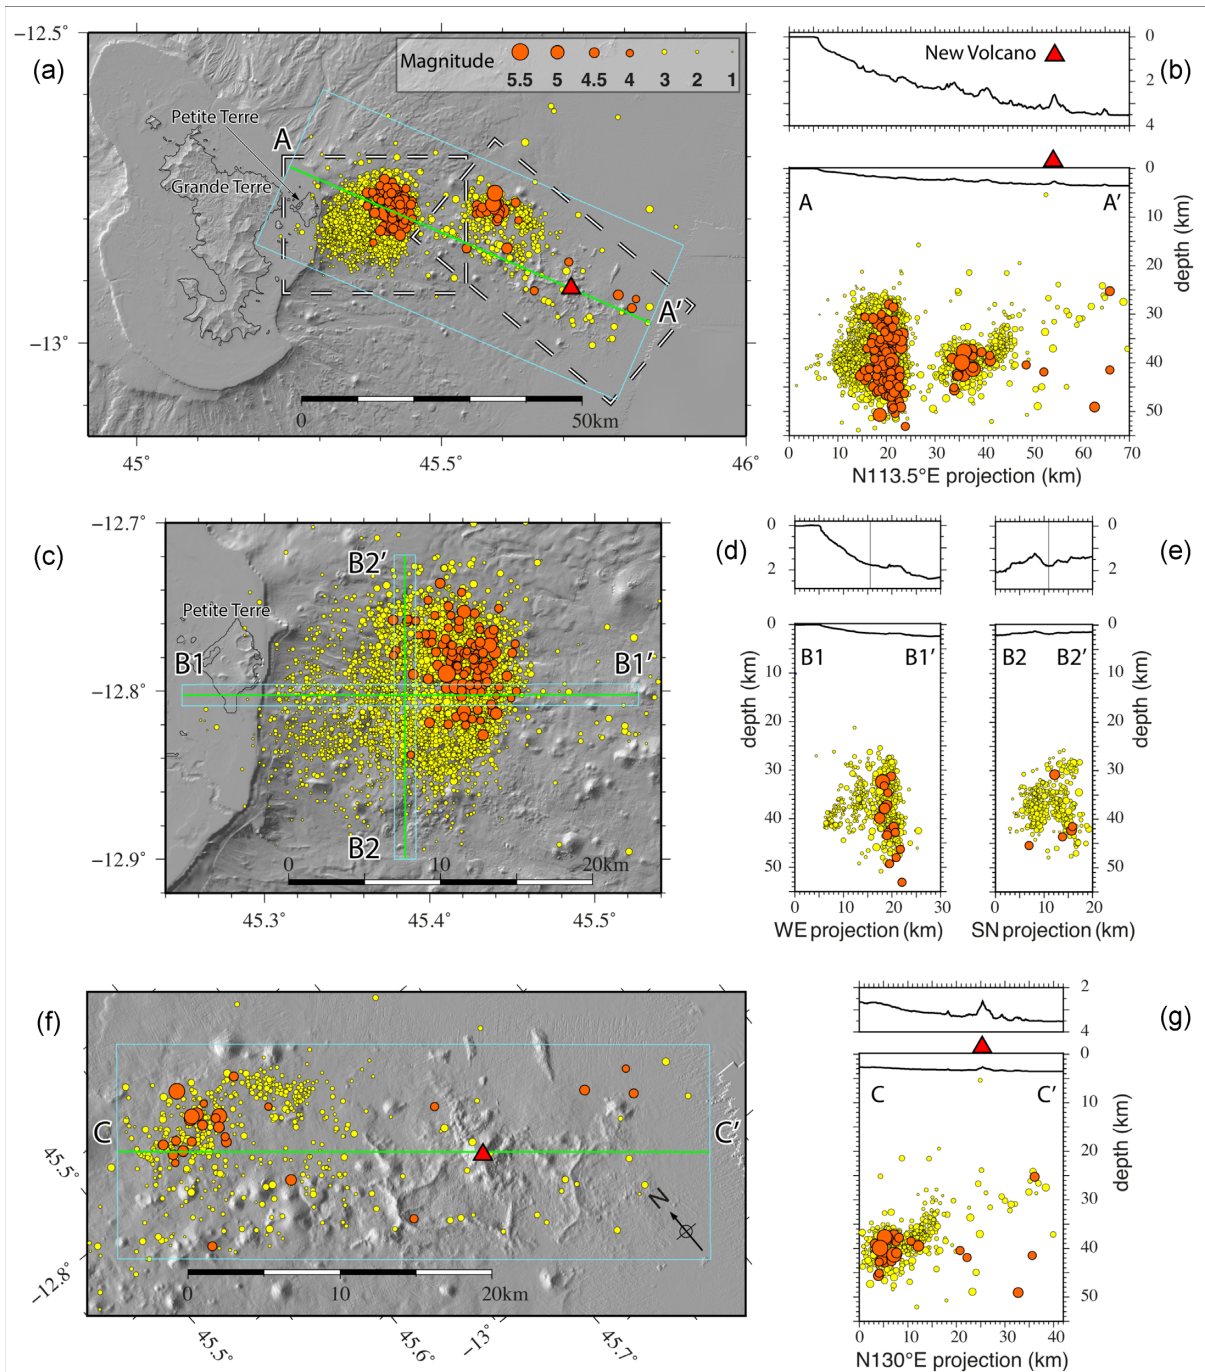 −12.5°
(a)
Magnitude
5.5 5 4.5 4 3 2 1
Petite Terre
A
Grande Terre
A'
−13°
0 50km
45° 45.5° 46°
New Volcano
(b)
0
2
4
0
A A'
10
20
30
40
50
depth (km)
0 10 20 30 40 50 60 70
N113.5°E projection (km)
−12.7°
(c)
B2'
Petite Terre
B1 B1'
−12.8°
B2
0 10 20km
−12.9°
45.3° 45.4° 45.5°
(d)
0
2
0
B1 B1'
10
20
30
40
50
depth (km)
0 10 20 30
WE projection (km)
(e)
0
2
0
B2 B2'
10
20
30
40
50
depth (km)
0 10 20
SN projection (km)
(f)
C C'
45.5°
N
−12.8°
0 10 20km
45.5° 45.6° −13° 45.7°
(g)
2
4
0
C C'
10
20
30
40
50
depth (km)
0 10 20 30 40
N130°E projection (km)